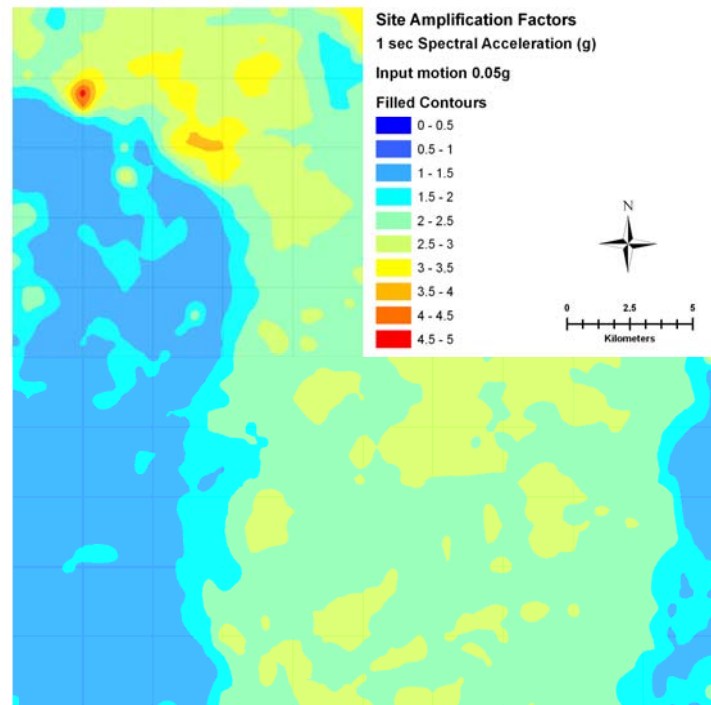 Site Amplification Factors
1 sec Spectral Acceleration (g)
Input motion 0.05g
Filled Contours
0 - 0.5
0.5 - 1
1 - 1.5
1.5 - 2
2 - 2.5
2.5 - 3
3 - 3.5
3.5 - 4
4 - 4.5
4.5 - 5
N
0 2.5 5
Kilometers